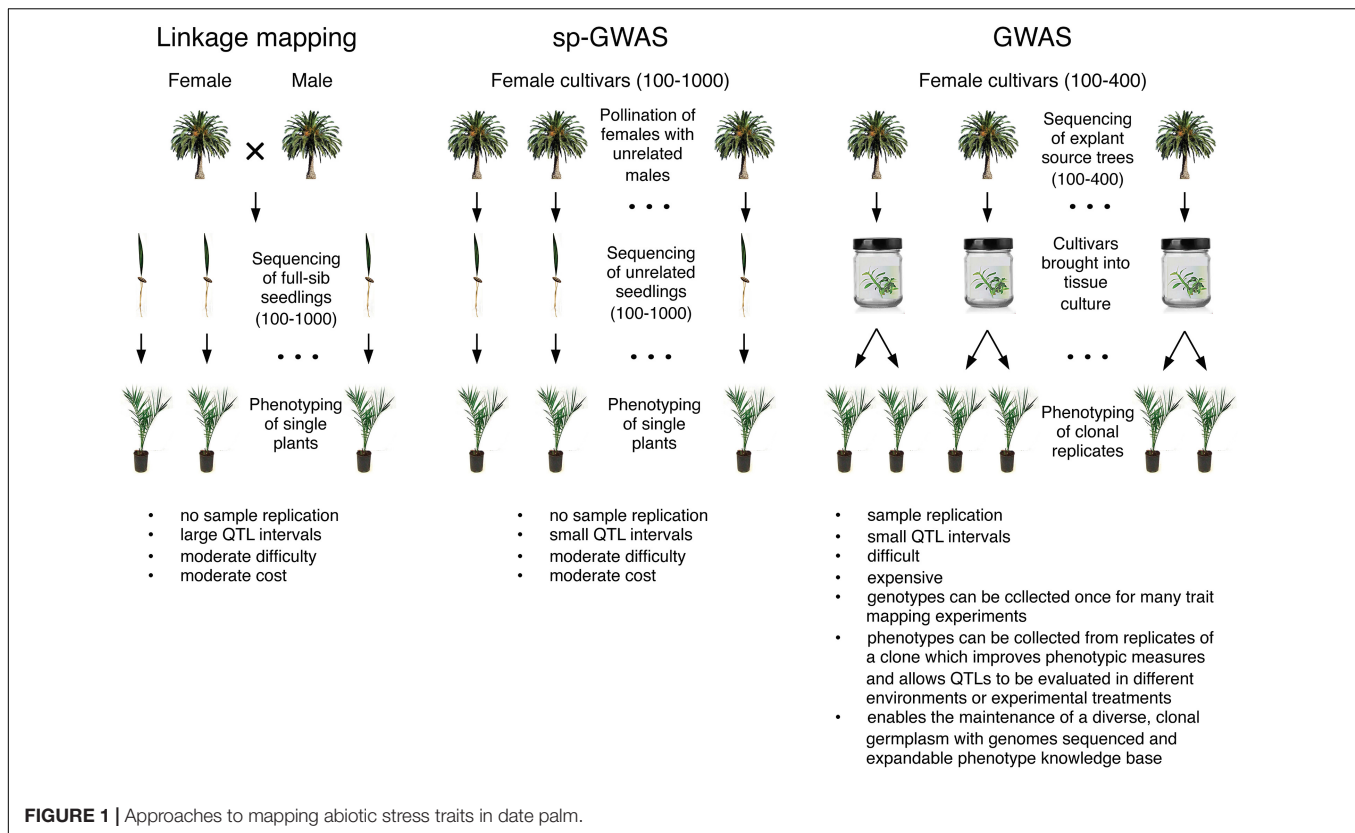 Linkage mapping
Female
Male
Sequencing
of full-sib
seedlings
(100-1000)
Phenotyping
of single
plants
• no sample replication
• large QTL intervals
• moderate difficulty
• moderate cost
sp-GWAS
Female cultivars (100-1000)
Pollination of
females with
unrelated
males
Sequencing
of unrelated
seedlings
(100-1000)
Phenotyping
of single
plants
• no sample replication
• small QTL intervals
• moderate difficulty
• moderate cost
GWAS
Female cultivars (100-400)
Sequencing
of explant
source trees
(100-400)
Cultivars
brought into
tissue
culture
Phenotyping
of clonal
replicates
• sample replication
• small QTL intervals
• difficult
• expensive
• genotypes can be ccllected once for many trait
mapping experiments
• phenotypes can be collected from replicates of
a clone which improves phenotypic measures
and allows QTLs to be evaluated in different
environments or experimental treatments
• enables the maintenance of a diverse, clonal
germplasm with genomes sequenced and
expandable phenotype knowledge base
FIGURE 1 | Approaches to mapping abiotic stress traits in date palm.